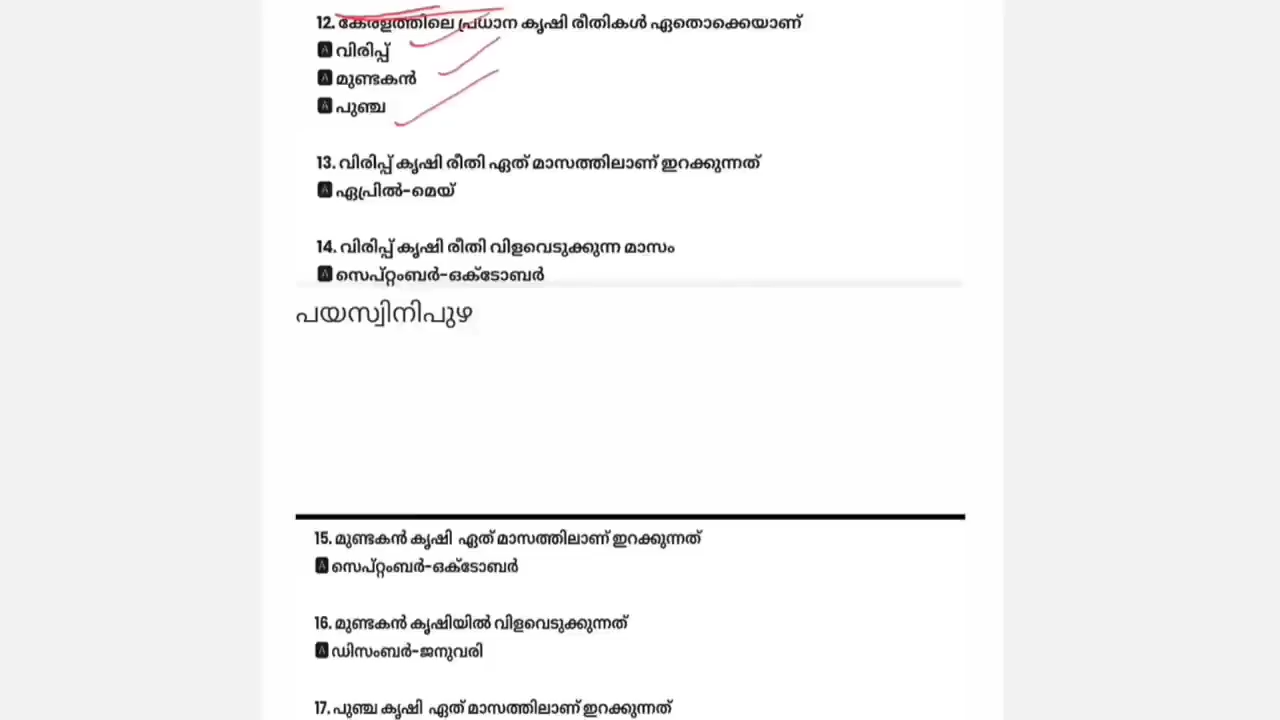 12. കേരളത്തിലെ പ്രധാന കൃഷി രീതികൾ ഏതൊക്കെയാണ്
🅰 വിരിപ്പ്
🅰 മുണ്ടകൻ
🅰 പുഞ്ച
13. വിരിപ്പ് കൃഷി രീതി ഏത് മാസത്തിലാണ് ഇറക്കുന്നത്
🅰 ഏപ്രിൽ-മെയ്
14. വിരിപ്പ് കൃഷി രീതി വിളവെടുക്കുന്ന മാസം
🅰 സെപ്റ്റംബർ-ഒക്ടോബർ
പയസ്വിനിപുഴ
15. മുണ്ടകൻ കൃഷി ഏത് മാസത്തിലാണ് ഇറക്കുന്നത്
🅰 സെപ്റ്റംബർ-ഒക്ടോബർ
16. മുണ്ടകൻ കൃഷിയിൽ വിളവെടുക്കുന്നത്
🅰 ഡിസംബർ-ജനുവരി
17. പുഞ്ച കൃഷി ഏത് മാസത്തിലാണ് ഇറക്കുന്നത്